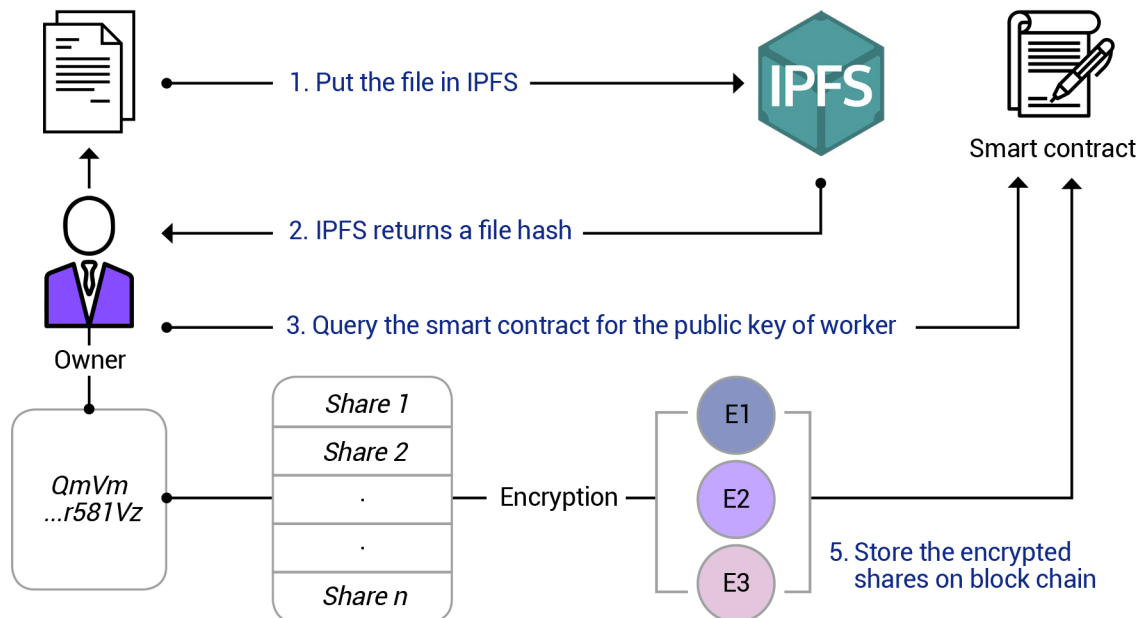 1. Put the file in IPFS
IPFS
Smart contract
2. IPFS returns a file hash
3. Query the smart contract for the public key of worker
Owner
QmVm
...r581Vz
Share 1
Share 2
.
.
Share n
Encryption
E1
E2
E3
5. Store the encrypted
shares on block chain